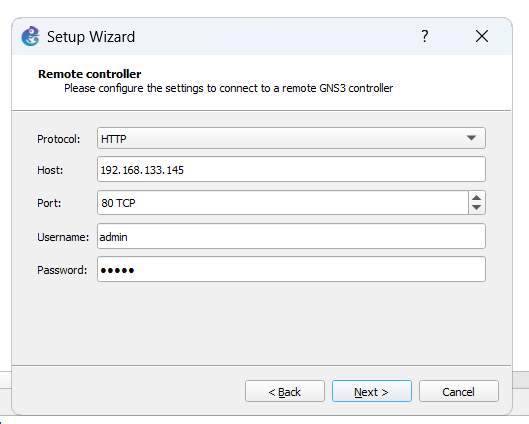 Setup Wizard ? ×
Remote controller
Please configure the settings to connect to a remote GNS3 controller
Protocol: HTTP
Host: 192.168.133.145
Port: 80 TCP
Username: admin
Password: ●●●●●
< Back Next > Cancel